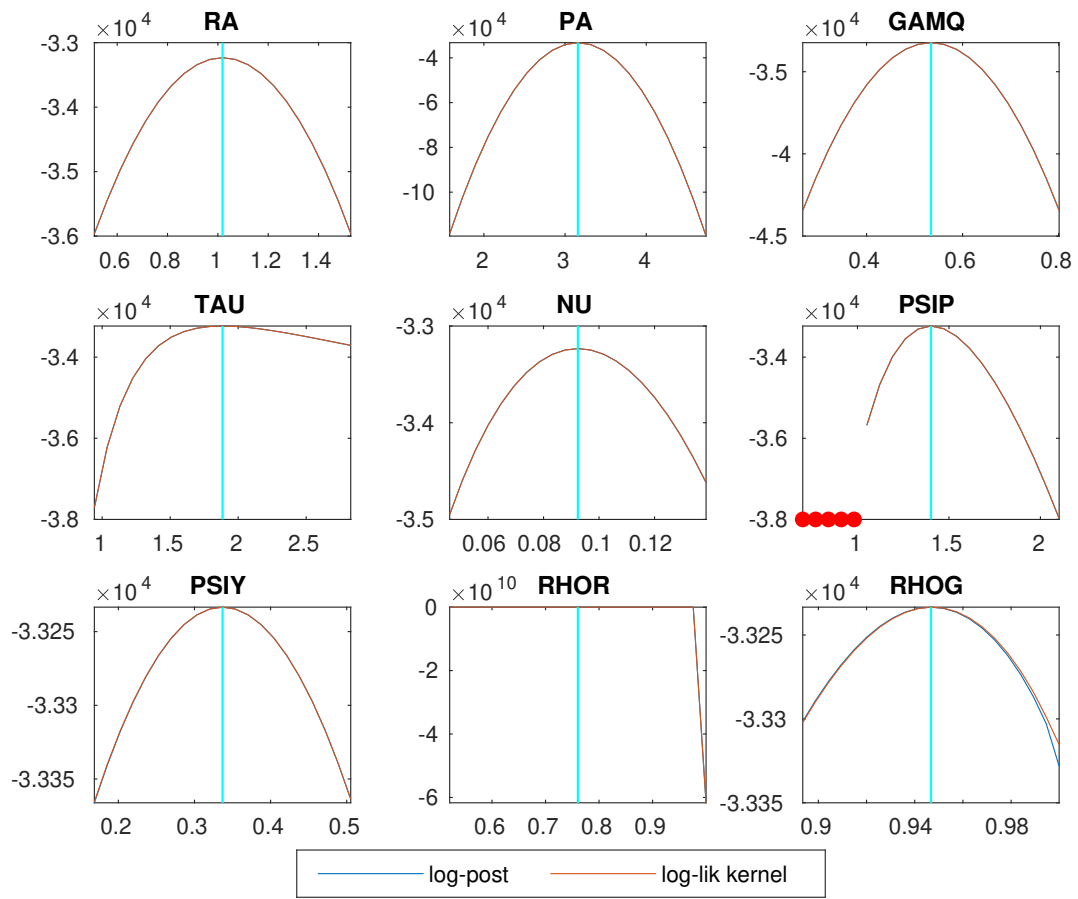 ×10⁴ RA
-3.3
-3.4
-3.5
-3.6
0.6 0.8 1 1.2 1.4
×10⁴ PA
-4
-6
-8
-10
2 3 4
×10⁴ GAMQ
-3.5
-4
-4.5
0.4 0.6 0.8
×10⁴ TAU
-3.4
-3.6
-3.8
1 1.5 2 2.5
×10⁴ NU
-3.3
-3.4
-3.5
0.06 0.08 0.1 0.12
×10⁴ PSIP
-3.4
-3.6
-3.8
1 1.5 2
×10⁴ PSIY
-3.325
-3.33
-3.335
0.2 0.3 0.4 0.5
×10¹⁰ RHOR
0
-2
-4
-6
0.6 0.7 0.8 0.9
×10⁴ RHOG
-3.325
-3.33
-3.335
0.9 0.94 0.98
log-post log-lik kernel